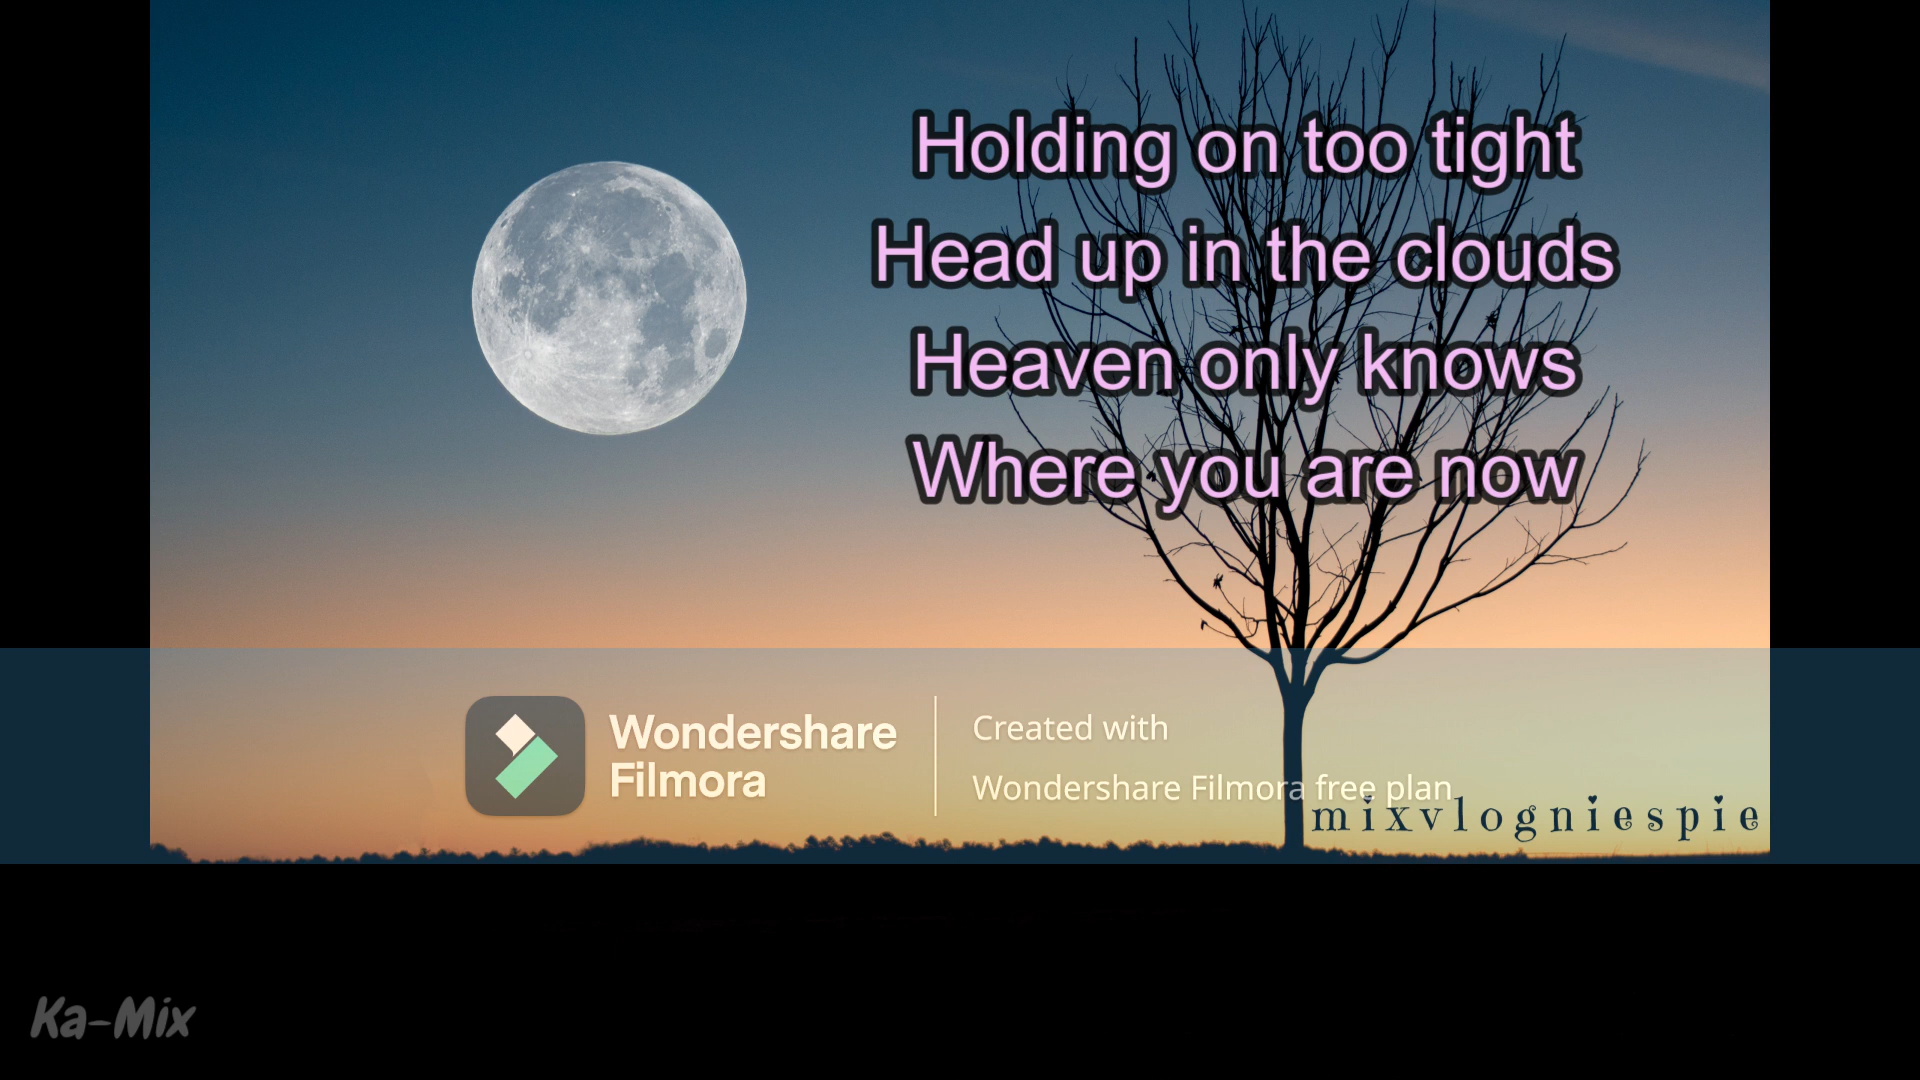 Holding on too tight
Head up in the clouds
Heaven only knows
Where you are now
Wondershare
Filmora
Created with
Wondershare Filmora free plan
mixvlogniespie
Ka-Mix